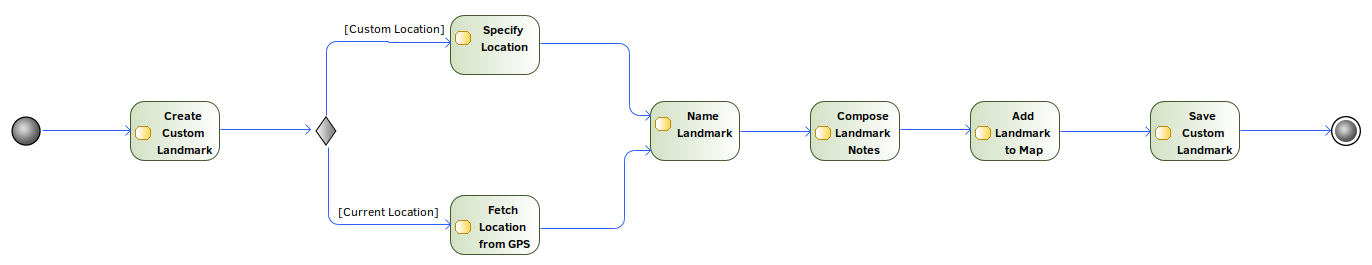 [Custom Location]
Specify
Location
Create
Custom
Landmark
[Current Location]
Fetch
Location
from GPS
Name
Landmark
Compose
Landmark
Notes
Add
Landmark
to Map
Save
Custom
Landmark